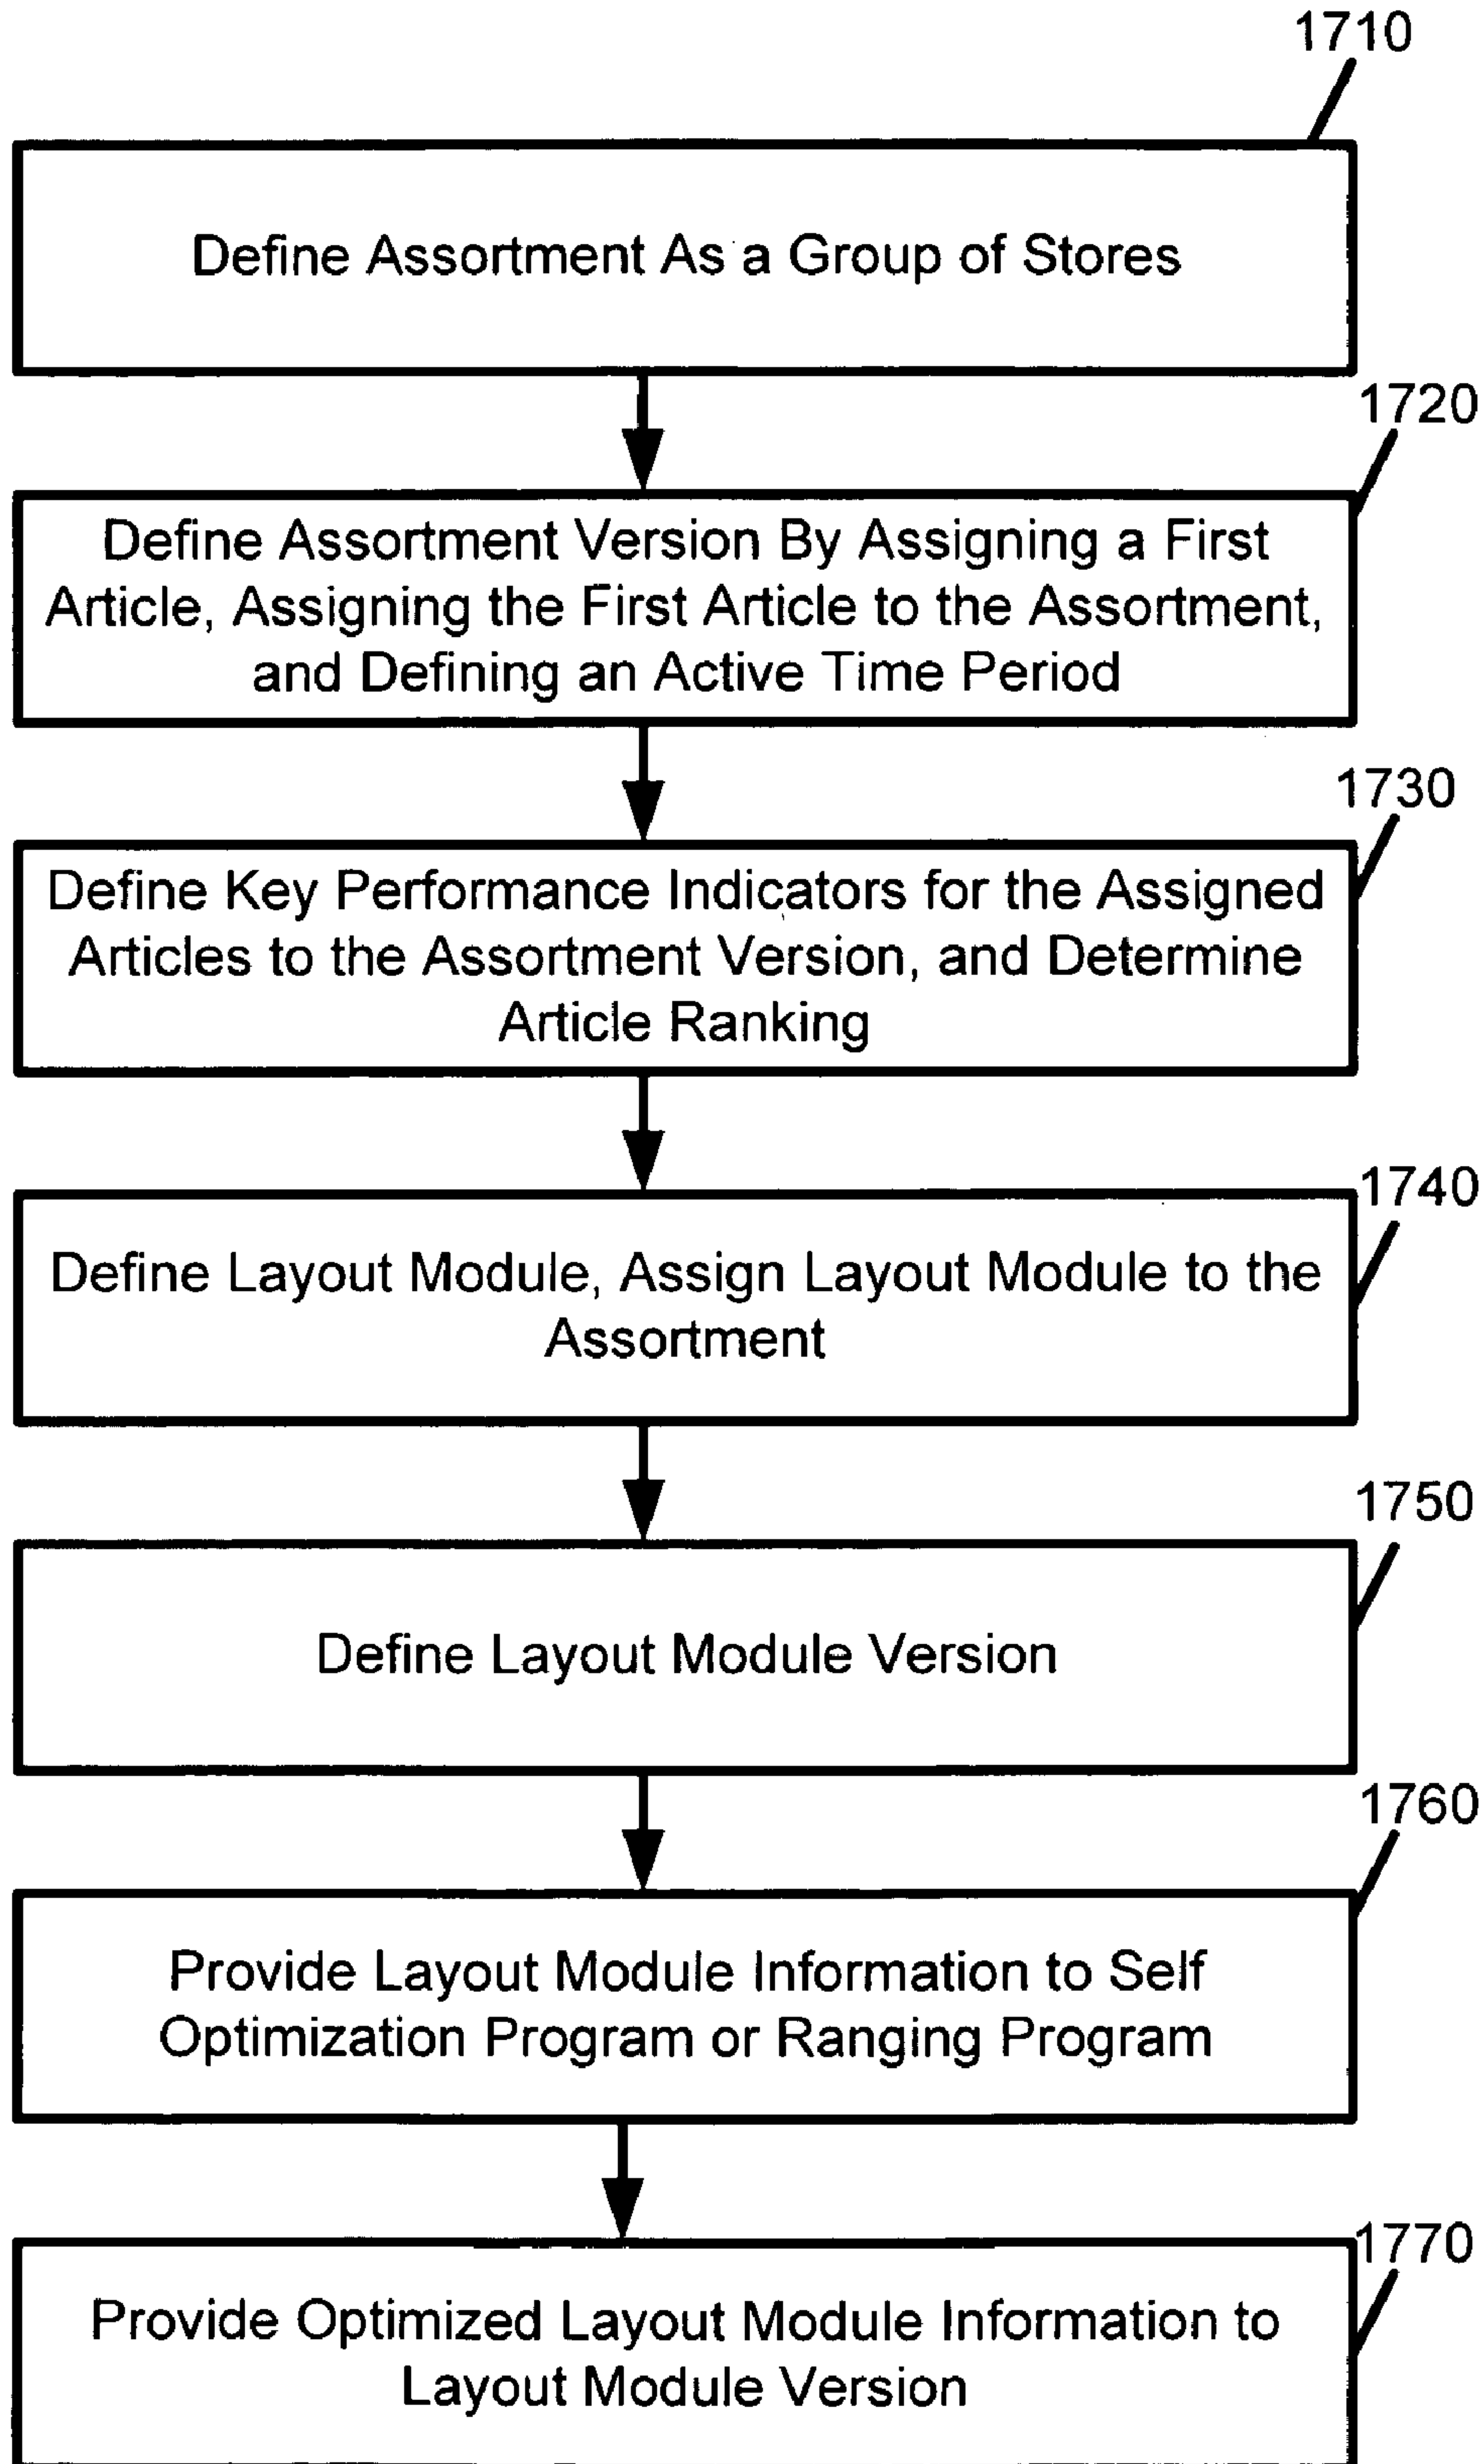 1710
Define Assortment As a Group of Stores
1720
Define Assortment Version By Assigning a First
Article, Assigning the First Article to the Assortment,
and Defining an Active Time Period
1730
Define Key Performance Indicators for the Assigned
Articles to the Assortment Version, and Determine
Article Ranking
1740
Define Layout Module, Assign Layout Module to the
Assortment
1750
Define Layout Module Version
1760
Provide Layout Module Information to Self
Optimization Program or Ranging Program
1770
Provide Optimized Layout Module Information to
Layout Module Version